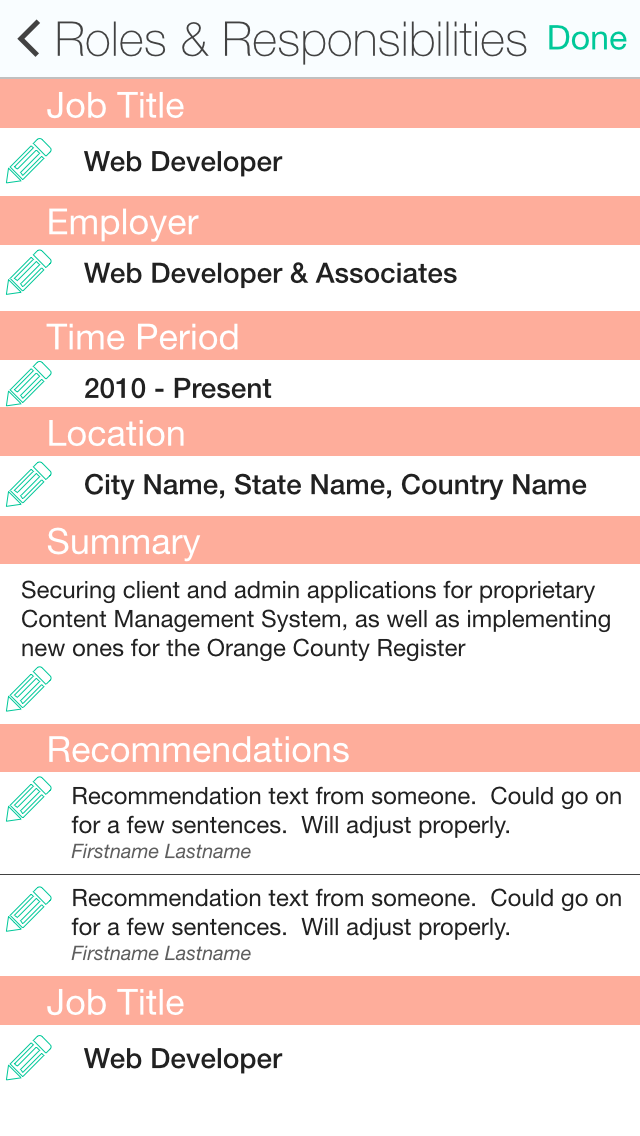 Roles & Responsibilities Done
Job Title
Web Developer
Employer
Web Developer & Associates
Time Period
2010 - Present
Location
City Name, State Name, Country Name
Summary
Securing client and admin applications for proprietary
Content Management System, as well as implementing
new ones for the Orange County Register
Recommendations
Recommendation text from someone.  Could go on
for a few sentences.  Will adjust properly.
Firstname Lastname
Recommendation text from someone.  Could go on
for a few sentences.  Will adjust properly.
Firstname Lastname
Job Title
Web Developer